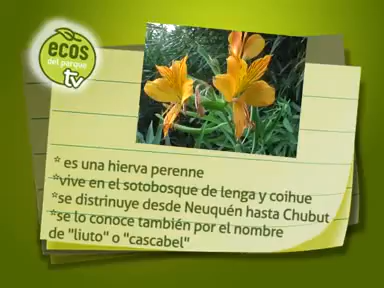 ecos
del parque
tv
* es una hierva perenne
*vive en el sotobosque de lenga y coihue
*se distrinuye desde Neuquén hasta Chubut
*se lo conoce también por el nombre
de "liuto" o "cascabel"